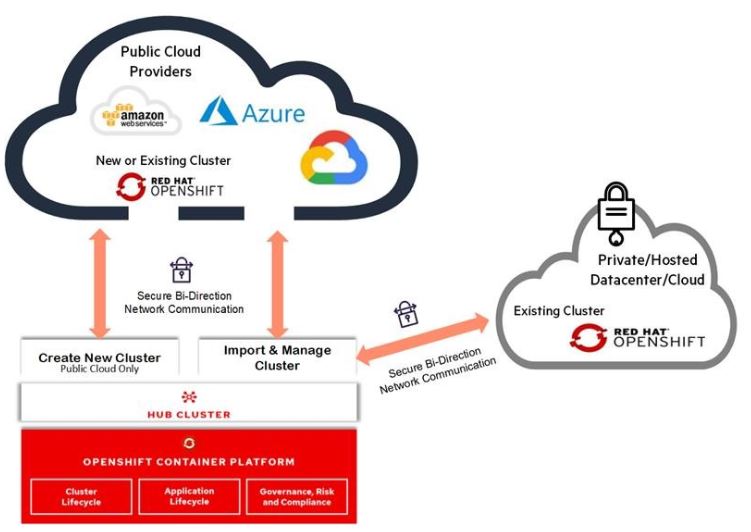 Public Cloud
Providers
amazon
webservices™
Azure
New or Existing Cluster
RED HAT®
OPENSHIFT
Secure Bi-Direction
Network Communication
Private/Hosted
Datacenter/Cloud
Existing Cluster
RED HAT®
OPENSHIFT
Secure Bi-Direction
Network Communication
Create New Cluster
Public Cloud Only
Import & Manage
Cluster
HUB CLUSTER
OPENSHIFT CONTAINER PLATFORM
Cluster
Lifecycle
Application
Lifecycle
Governance, Risk
and Compliance